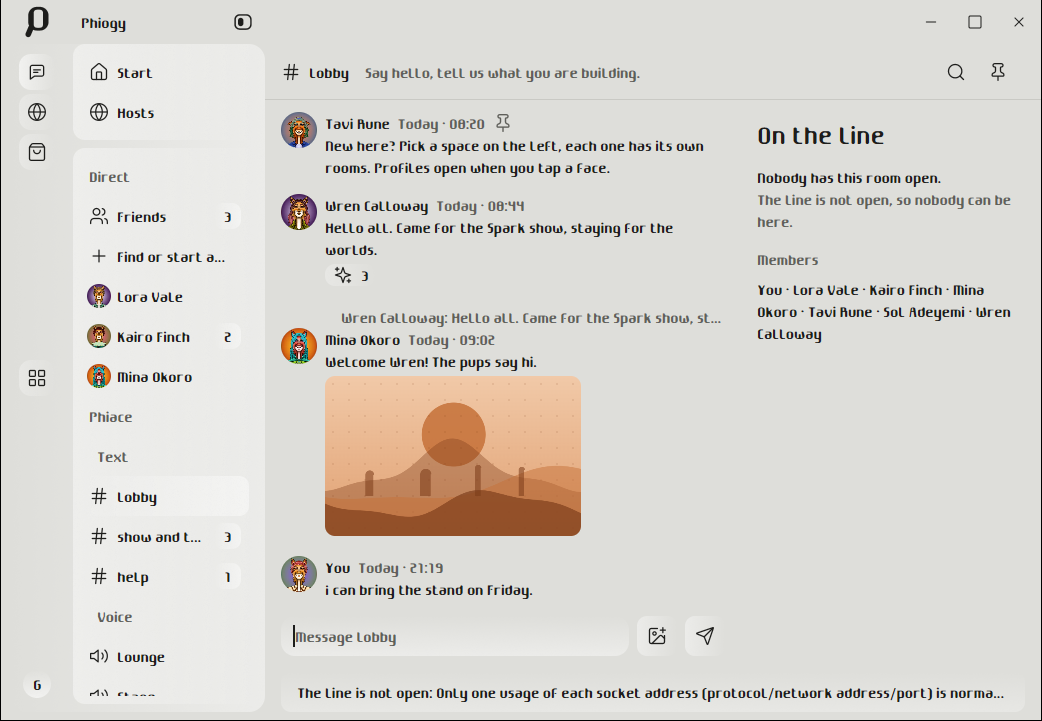 Phiogy
Start
Hosts
Direct
Friends 3
Find or start a...
Lora Vale
Kairo Finch 2
Mina Okoro
Phiace
Text
# Lobby
# show and t... 3
# help 1
Voice
Lounge
G
# Lobby Say hello, tell us what you are building.
Tavi Rune Today · 08:20
New here? Pick a space on the left, each one has its own
rooms. Profiles open when you tap a face.
Wren Calloway Today · 08:44
Hello all. Came for the Spark show, staying for the
worlds.
3
Wren Calloway: Hello all. Came for the Spark show, st...
Mina Okoro Today · 09:02
Welcome Wren! The pups say hi.
You Today · 21:19
i can bring the stand on Friday.
Message Lobby
The Line is not open: Only one usage of each socket address (protocol/network address/port) is norma...
On the Line
Nobody has this room open.
The Line is not open, so nobody can be
here.
Members
You · Lora Vale · Kairo Finch · Mina
Okoro · Tavi Rune · Sol Adeyemi · Wren
Calloway